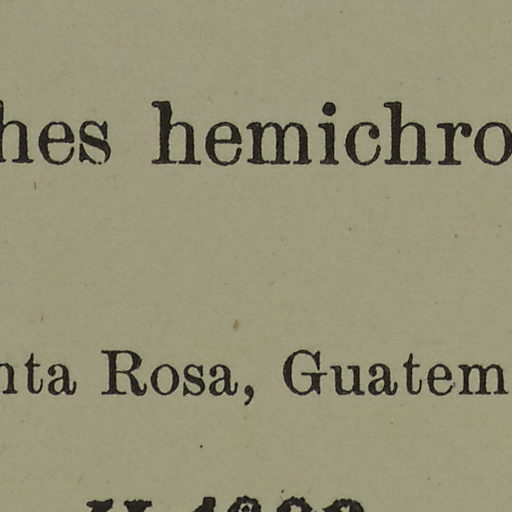 hes hemichro
nta Rosa, Guatem